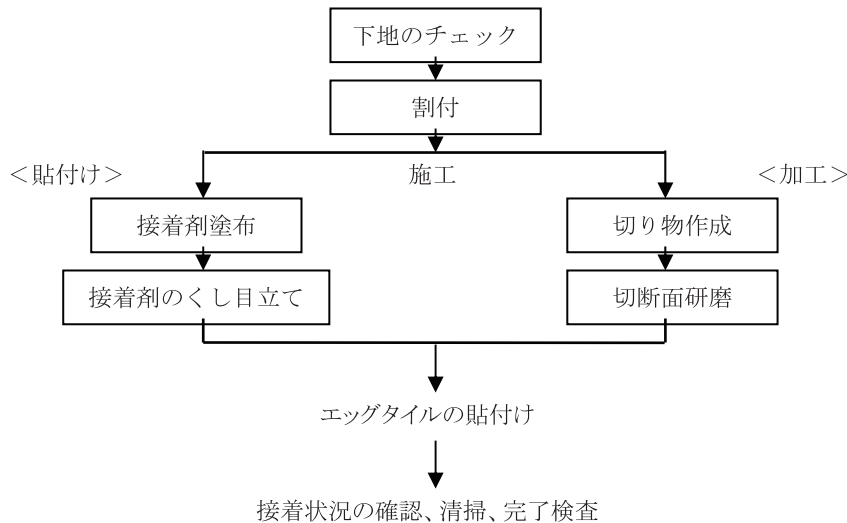 下地のチェック
割付
＜貼付け＞
施工
＜加工＞
接着剤塗布
切り物作成
接着剤のくし目立て
切断面研磨
エッグタイルの貼付け
接着状況の確認、清掃、完了検査